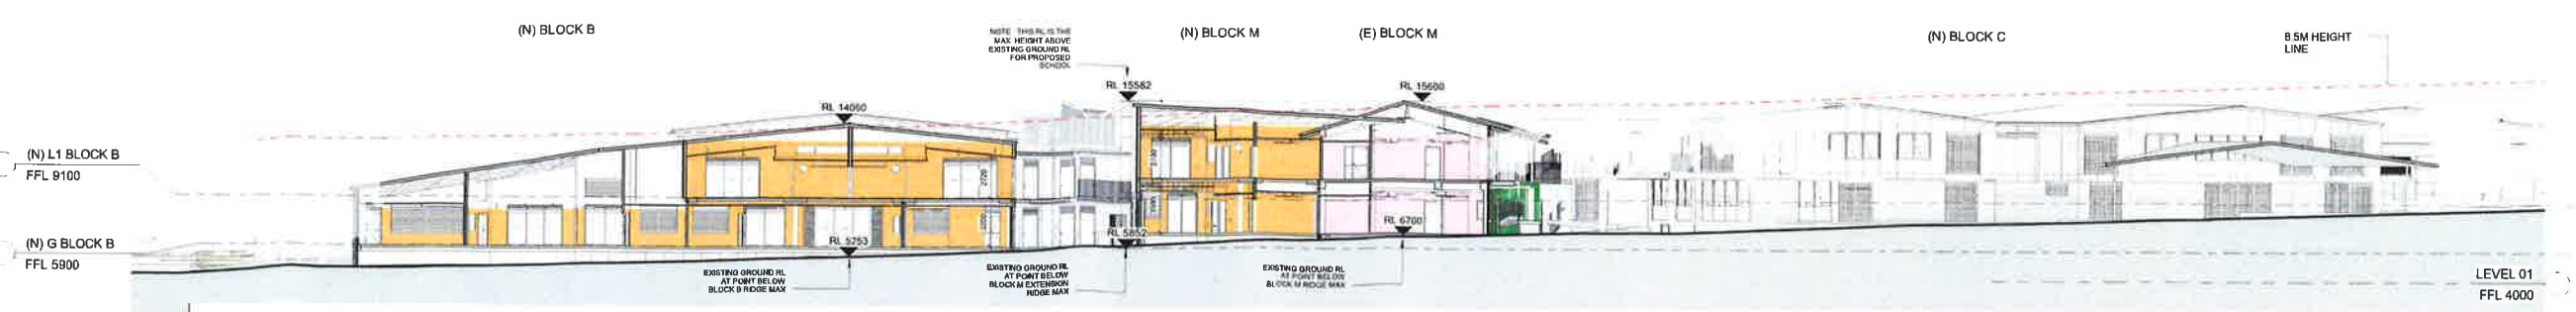 (N) BLOCK B
NOTE THIS RL IS THE
MAX HEIGHT ABOVE
EXISTING GROUND RL
FOR PROPOSED
SCHOOL
(N) BLOCK M
(E) BLOCK M
(N) BLOCK C
8.5M HEIGHT
LINE
RL 14060
RL 15582
RL 15600
(N) L1 BLOCK B
FFL 9100
2720
2700
(N) G BLOCK B
FFL 5900
RL 5253
RL 5852
RL 6700
EXISTING GROUND RL
AT POINT BELOW
BLOCK B RIDGE MAX
EXISTING GROUND RL
AT POINT BELOW
BLOCK M EXTENSION
RIDGE MAX
EXISTING GROUND RL
AT POINT BELOW
BLOCK M RIDGE MAX
LEVEL 01
FFL 4000